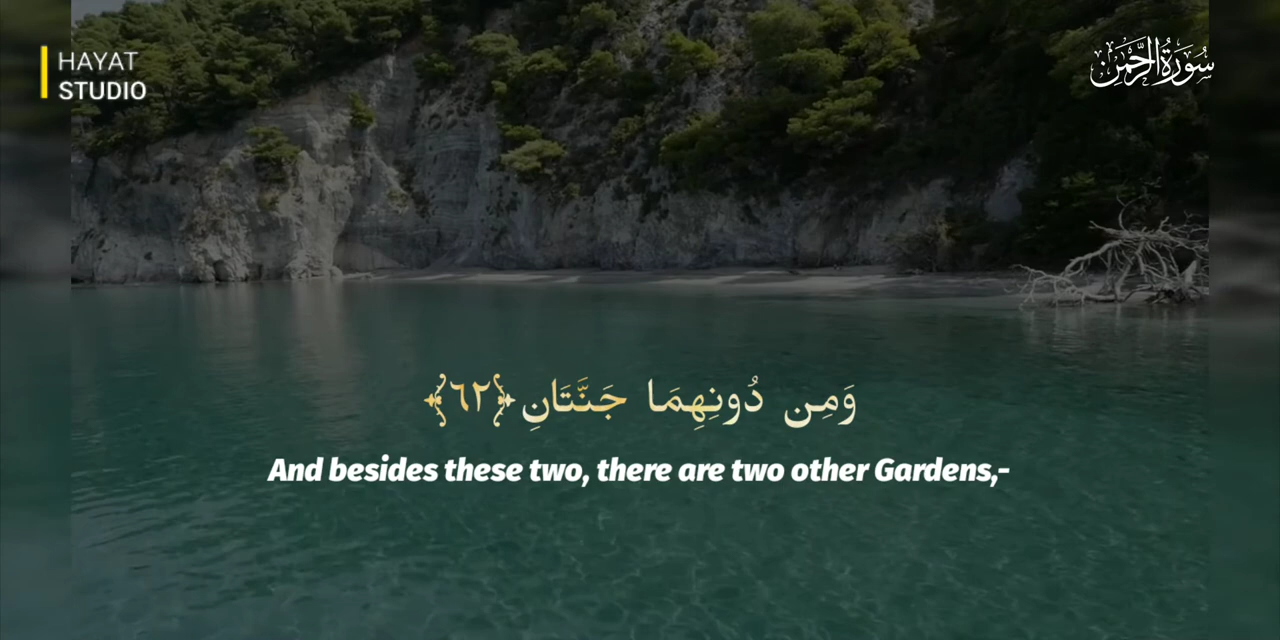 HAYAT
STUDIO
سُورَةُ الرَّحْمٰن
وَمِن دُونِهِمَا جَنَّتَانِ ﴿٦٢﴾
And besides these two, there are two other Gardens,-